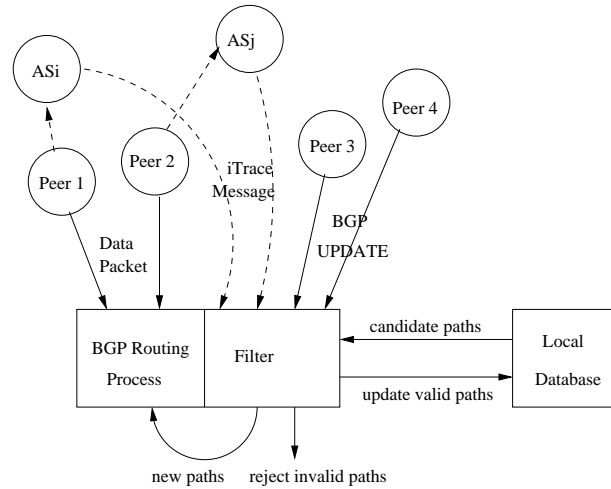 ASj
ASi
Peer 4
Peer 3
Peer 2
Peer 1
iTrace
Message
BGP
UPDATE
Data
Packet
candidate paths
BGP Routing
Process
Filter
Local
Database
update valid paths
new paths
reject invalid paths